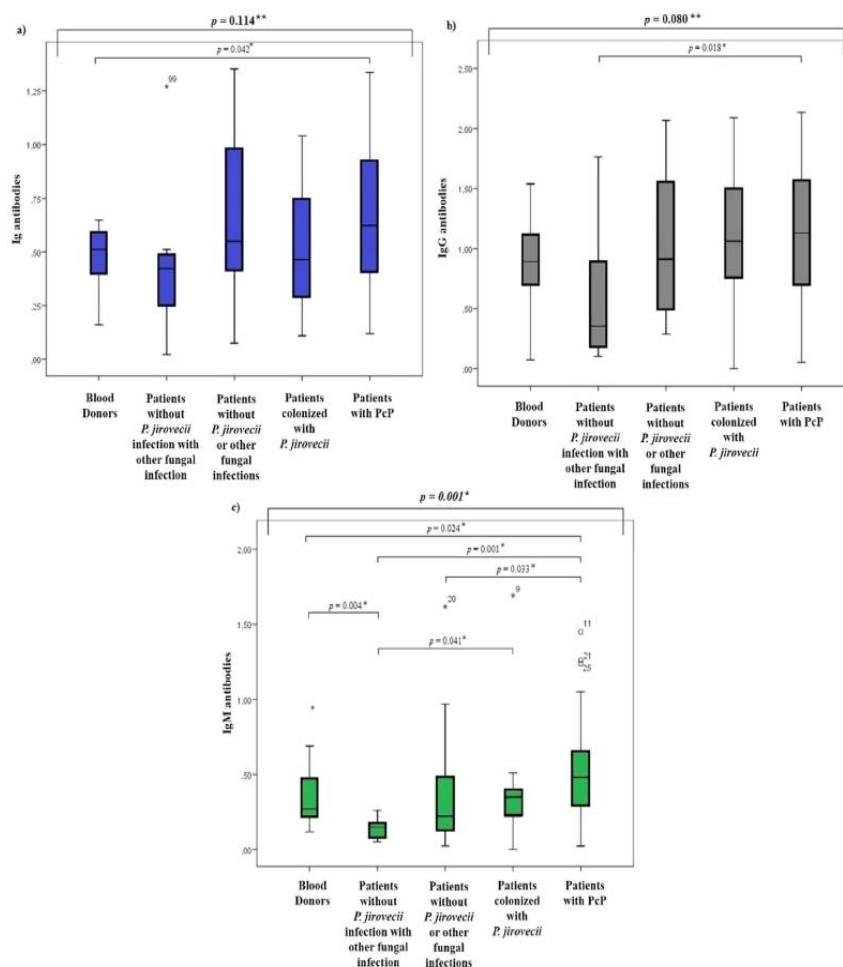 a)
p = 0.114**
p = 0.042*
99
*
1,25
1,00
,75
,50
,25
,00
Ig antibodies
Blood
Donors
Patients
without
P. jirovecii
infection with
other fungal
infection
Patients
without
P. jirovecii
or other
fungal
infections
Patients
colonized
with
P. jirovecii
Patients
with PcP
b)
p = 0.080**
p = 0.018*
2,50
2,00
1,50
1,00
,50
,00
IgG antibodies
Blood
Donors
Patients
without
P. jirovecii
infection with
other fungal
infection
Patients
without
P. jirovecii
or other
fungal
infections
Patients
colonized
with
P. jirovecii
Patients
with PcP
c)
p = 0.001*
p = 0.024*
p = 0.001*
p = 0.033*
p = 0.004*
p = 0.041*
*20
*9
11
21
25
*
2,00
1,50
1,00
,50
,00
IgM antibodies
Blood
Donors
Patients
without
P. jirovecii
infection with
other fungal
infection
Patients
without
P. jirovecii
or other
fungal
infections
Patients
colonized
with
P. jirovecii
Patients
with PcP